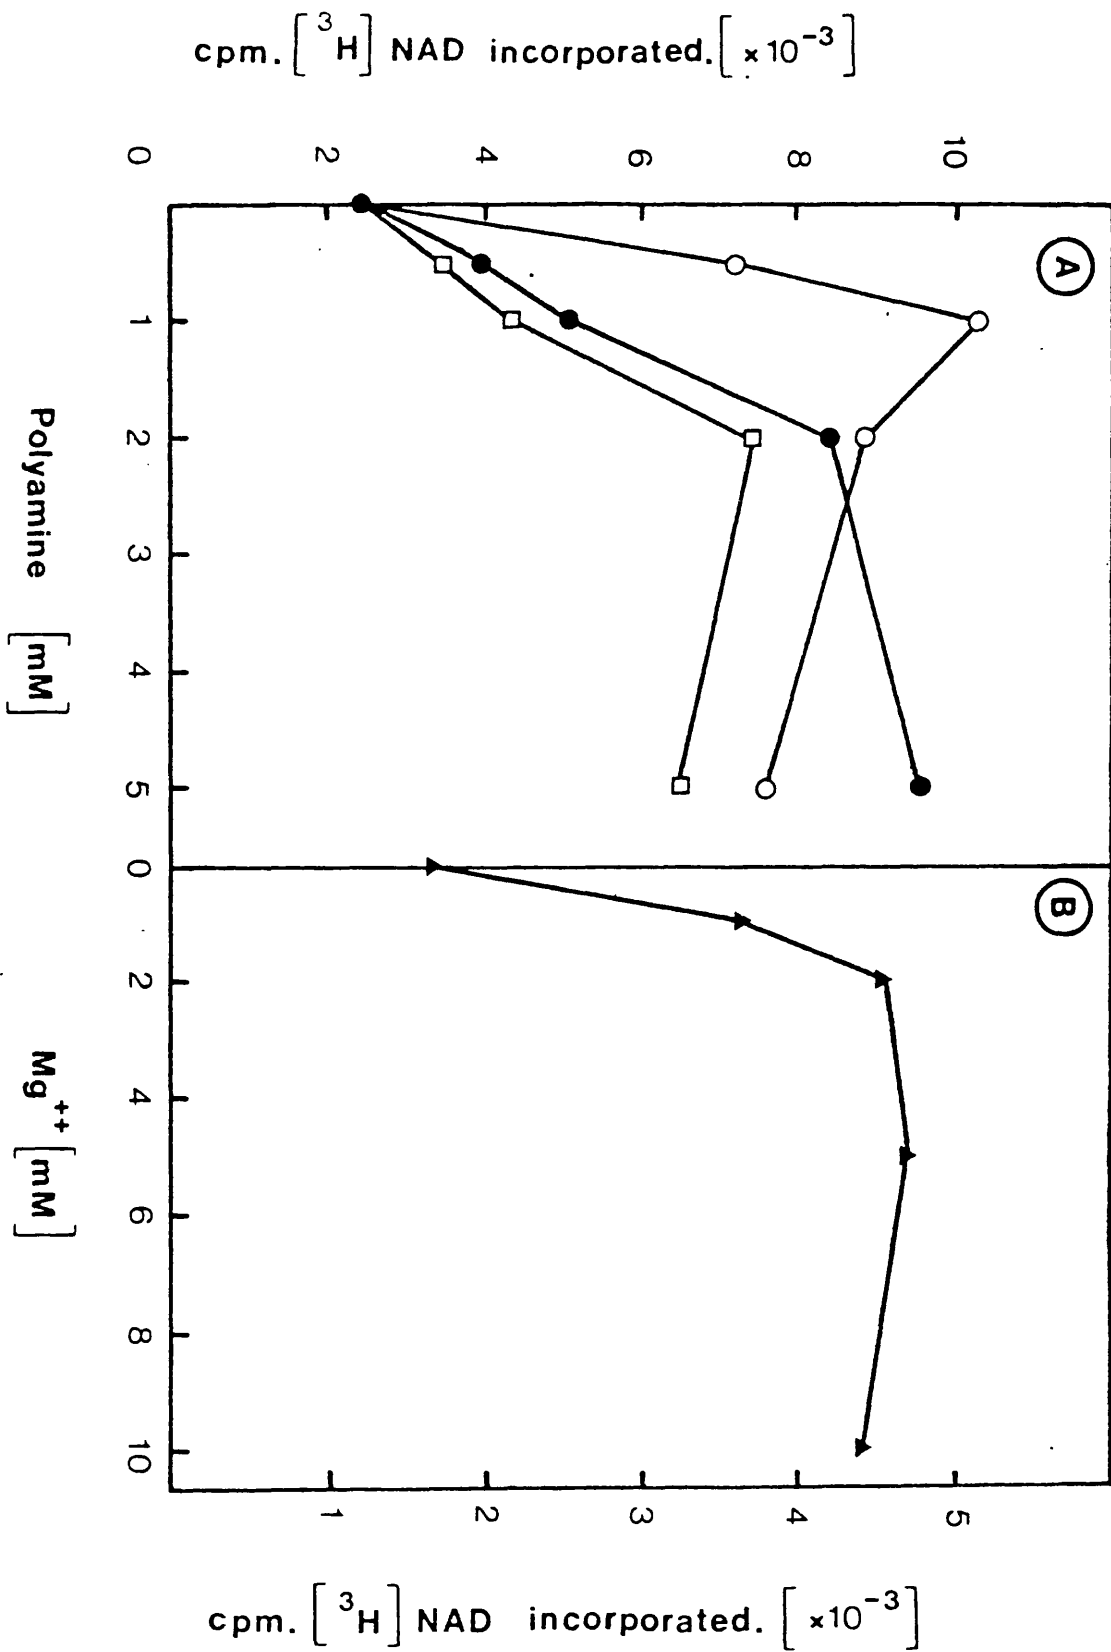 cpm. [³H] NAD incorporated. [×10⁻³]
0 2 4 6 8 10
A
1 2 3 4 5
Polyamine [mM]
B
0 2 4 6 8 10
Mg⁺⁺ [mM]
1 2 3 4 5
cpm. [³H] NAD incorporated. [×10⁻³]